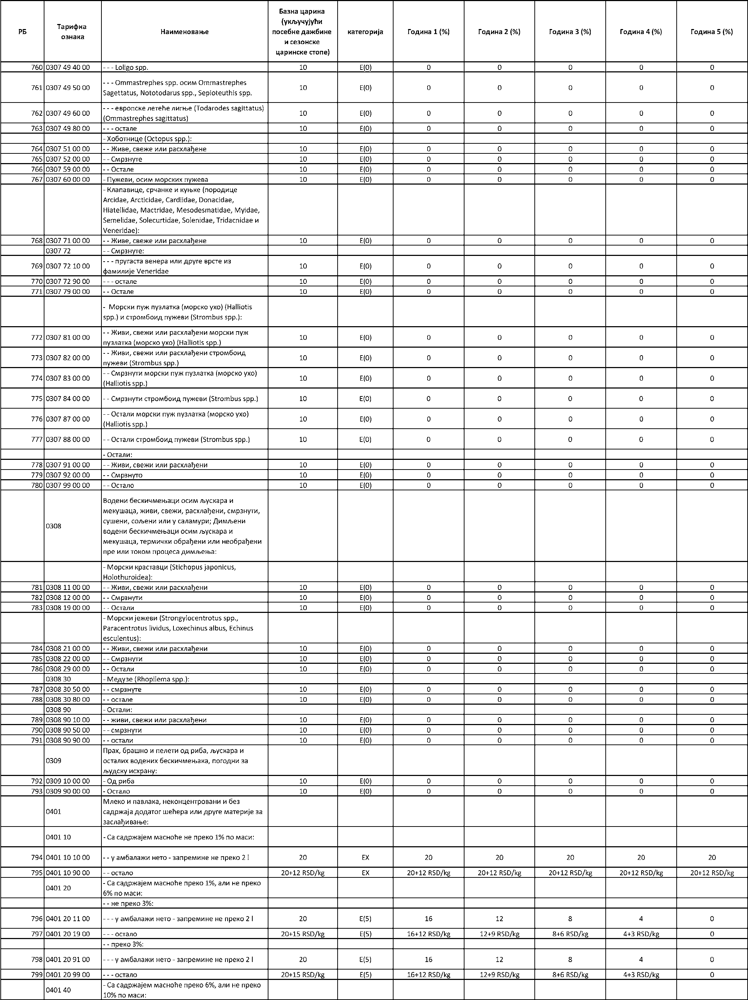 РБ	Тарифна ознака	Наименовање	Базна царина (укључујући посебне дажбине и сезонске царинске стопе)	категорија	Година 1 (%)	Година 2 (%)	Година 3 (%)	Година 4 (%)	Година 5 (%)
760 0307 49 40 00 - - - Loligo spp. 10 E(0) 0 0 0 0 0
761 0307 49 50 00 - - - Ommastrephes spp. осим Ommastrephes Sagettatus, Nototodarus spp., Sepioteuthis spp. 10 E(0) 0 0 0 0 0
762 0307 49 60 00 - - - европске летеће лигње (Todarodes sagittatus) (Ommastrephes sagittatus) 10 E(0) 0 0 0 0 0
763 0307 49 80 00 - - - остале 10 E(0) 0 0 0 0 0
- Хоботнице (Octopus spp.):
764 0307 51 00 00 - - Живе, свеже или расхлађене 10 E(0) 0 0 0 0 0
765 0307 52 00 00 - - Смрзнуте 10 E(0) 0 0 0 0 0
766 0307 59 00 00 - - Остале 10 E(0) 0 0 0 0 0
767 0307 60 00 00 - Пужеви, осим морских пужева 10 E(0) 0 0 0 0 0
- Клапавице, срчанке и куњке (породице
Arcidae, Arcticidae, Cardiidae, Donacidae,
Hiatellidae, Mactridae, Mesodesmatidae, Myidae,
Semelidae, Solecurtidae, Solenidae, Tridacnidae и
Veneridae):
768 0307 71 00 00 - - Живе, свеже или расхлађене 10 E(0) 0 0 0 0 0
0307 72 - - Смрзнуте:
769 0307 72 10 00 - - - пругаста венера или друге врсте из фамилије Veneridae 10 E(0) 0 0 0 0 0
770 0307 72 90 00 - - - остале 10 E(0) 0 0 0 0 0
771 0307 79 00 00 - - Остале 10 E(0) 0 0 0 0 0
- Морски пуж пузлатка (морско ухо) (Halliotis
spp.) и стромбоид пужеви (Strombus spp.):
772 0307 81 00 00 - - Живи, свежи или расхлађени морски пуж пузлатка (морско ухо) (Halliotis spp.) 10 E(0) 0 0 0 0 0
773 0307 82 00 00 - - Живи, свежи или расхлађени стромбоид пужеви (Strombus spp.) 10 E(0) 0 0 0 0 0
774 0307 83 00 00 - - Смрзнути морски пуж пузлатка (морско ухо) (Halliotis spp.) 10 E(0) 0 0 0 0 0
775 0307 84 00 00 - - Смрзнути стромбоид пужеви (Strombus spp.) 10 E(0) 0 0 0 0 0
776 0307 87 00 00 - - Остали морски пуж пузлатка (морско ухо) (Halliotis spp.) 10 E(0) 0 0 0 0 0
777 0307 88 00 00 - - Остали стромбоид пужеви (Strombus spp.) 10 E(0) 0 0 0 0 0
- Остали:
778 0307 91 00 00 - - Живи, свежи или расхлађени 10 E(0) 0 0 0 0 0
779 0307 92 00 00 - - Смрзнуто 10 E(0) 0 0 0 0 0
780 0307 99 00 00 - - Остало 10 E(0) 0 0 0 0 0
0308 Водени бескичмењаци осим љускара и
мекушаца, живи, свежи, расхлађени, смрзнути,
сушени, сољени или у саламури; Димљени
водени бескичмењаци осим љускара и
мекушаца, термички обрађени или необрађени
пре или током процеса димљења:
- Морски краставци (Stichopus japonicus,
Holothuroidea):
781 0308 11 00 00 - - Живи, свежи или расхлађени 10 E(0) 0 0 0 0 0
782 0308 12 00 00 - - Смрзнути 10 E(0) 0 0 0 0 0
783 0308 19 00 00 - - Остали 10 E(0) 0 0 0 0 0
- Морски јежеви (Strongylocentrotus spp.,
Paracentrotus lividus, Loxechinus albus, Echinus
esculentus):
784 0308 21 00 00 - - Живи, свежи или расхлађени 10 E(0) 0 0 0 0 0
785 0308 22 00 00 - - Смрзнути 10 E(0) 0 0 0 0 0
786 0308 29 00 00 - - Остали 10 E(0) 0 0 0 0 0
0308 30 - Медузе (Rhopilema spp.):
787 0308 30 50 00 - - смрзнуте 10 E(0) 0 0 0 0 0
788 0308 30 80 00 - - остале 10 E(0) 0 0 0 0 0
0308 90 - Остали:
789 0308 90 10 00 - - живи, свежи или расхлађени 10 E(0) 0 0 0 0 0
790 0308 90 50 00 - - смрзнути 10 E(0) 0 0 0 0 0
791 0308 90 90 00 - - остали 10 E(0) 0 0 0 0 0
0309 Прах, брашно и пелети од риба, љускара и
осталих водених бескичмењака, погодни за
људску исхрану:
792 0309 10 00 00 - Од риба 10 E(0) 0 0 0 0 0
793 0309 90 00 00 - Остало 10 E(0) 0 0 0 0 0
0401 Млеко и павлака, неконцентровани и без
садржаја додатог шећера или друге материје за
заслађивање:
0401 10 - Са садржајем масноће не преко 1% по маси:
794 0401 10 10 00 - - у амбалажи нето - запремине не преко 2 l 20 EX 20 20 20 20 20
795 0401 10 90 00 - - остало 20+12 RSD/kg EX 20+12 RSD/kg 20+12 RSD/kg 20+12 RSD/kg 20+12 RSD/kg 20+12 RSD/kg
0401 20 - Са садржајем масноће преко 1%, али не преко
6% по маси:
- - не преко 3%:
796 0401 20 11 00 - - - у амбалажи нето - запремине не преко 2 l 20 E(5) 16 12 8 4 0
797 0401 20 19 00 - - - остало 20+15 RSD/kg E(5) 16+12 RSD/kg 12+9 RSD/kg 8+6 RSD/kg 4+3 RSD/kg 0
- - преко 3%:
798 0401 20 91 00 - - - у амбалажи нето - запремине не преко 2 l 20 E(5) 16 12 8 4 0
799 0401 20 99 00 - - - остало 20+15 RSD/kg E(5) 16+12 RSD/kg 12+9 RSD/kg 8+6 RSD/kg 4+3 RSD/kg 0
0401 40 - Са садржајем масноће преко 6%, али не преко
10% по маси: